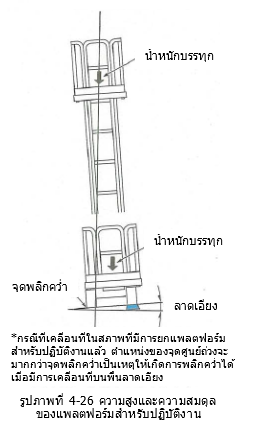 น้ำหนักบรรทุก
น้ำหนักบรรทุก
จุดพลิกคว่ำ
ลาดเอียง
*กรณีที่เคลื่อนที่ในสภาพที่มีการยกแพลตฟอร์ม
สำหรับปฏิบัติงานแล้ว ตำแหน่งของจุดศูนย์ถ่วงจะ
มากกว่าจุดพลิกคว่ำเป็นเหตุให้เกิดการพลิกคว่ำได้
เมื่อมีการเคลื่อนที่บนพื้นลาดเอียง
รูปภาพที่ 4-26 ความสูงและความสมดุล
ของแพลตฟอร์มสำหรับปฏิบัติงาน